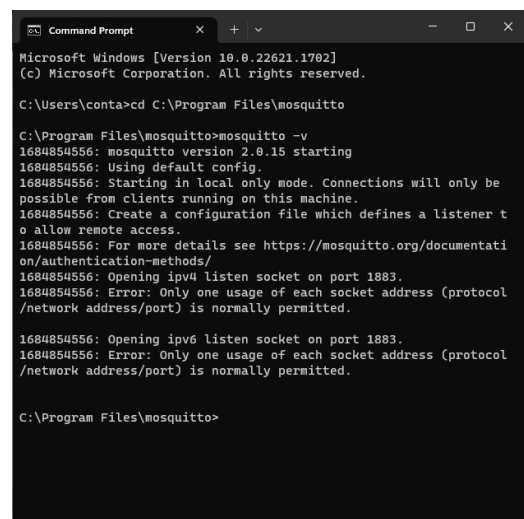 Command Prompt
Microsoft Windows [Version 10.0.22621.1702]
(c) Microsoft Corporation. All rights reserved.
C:\Users\conta>cd C:\Program Files\mosquitto
C:\Program Files\mosquitto>mosquitto -v
1684854556: mosquitto version 2.0.15 starting
1684854556: Using default config.
1684854556: Starting in local only mode. Connections will only be
possible from clients running on this machine.
1684854556: Create a configuration file which defines a listener t
o allow remote access.
1684854556: For more details see https://mosquitto.org/documentati
on/authentication-methods/
1684854556: Opening ipv4 listen socket on port 1883.
1684854556: Error: Only one usage of each socket address (protocol
/network address/port) is normally permitted.
1684854556: Opening ipv6 listen socket on port 1883.
1684854556: Error: Only one usage of each socket address (protocol
/network address/port) is normally permitted.
C:\Program Files\mosquitto>